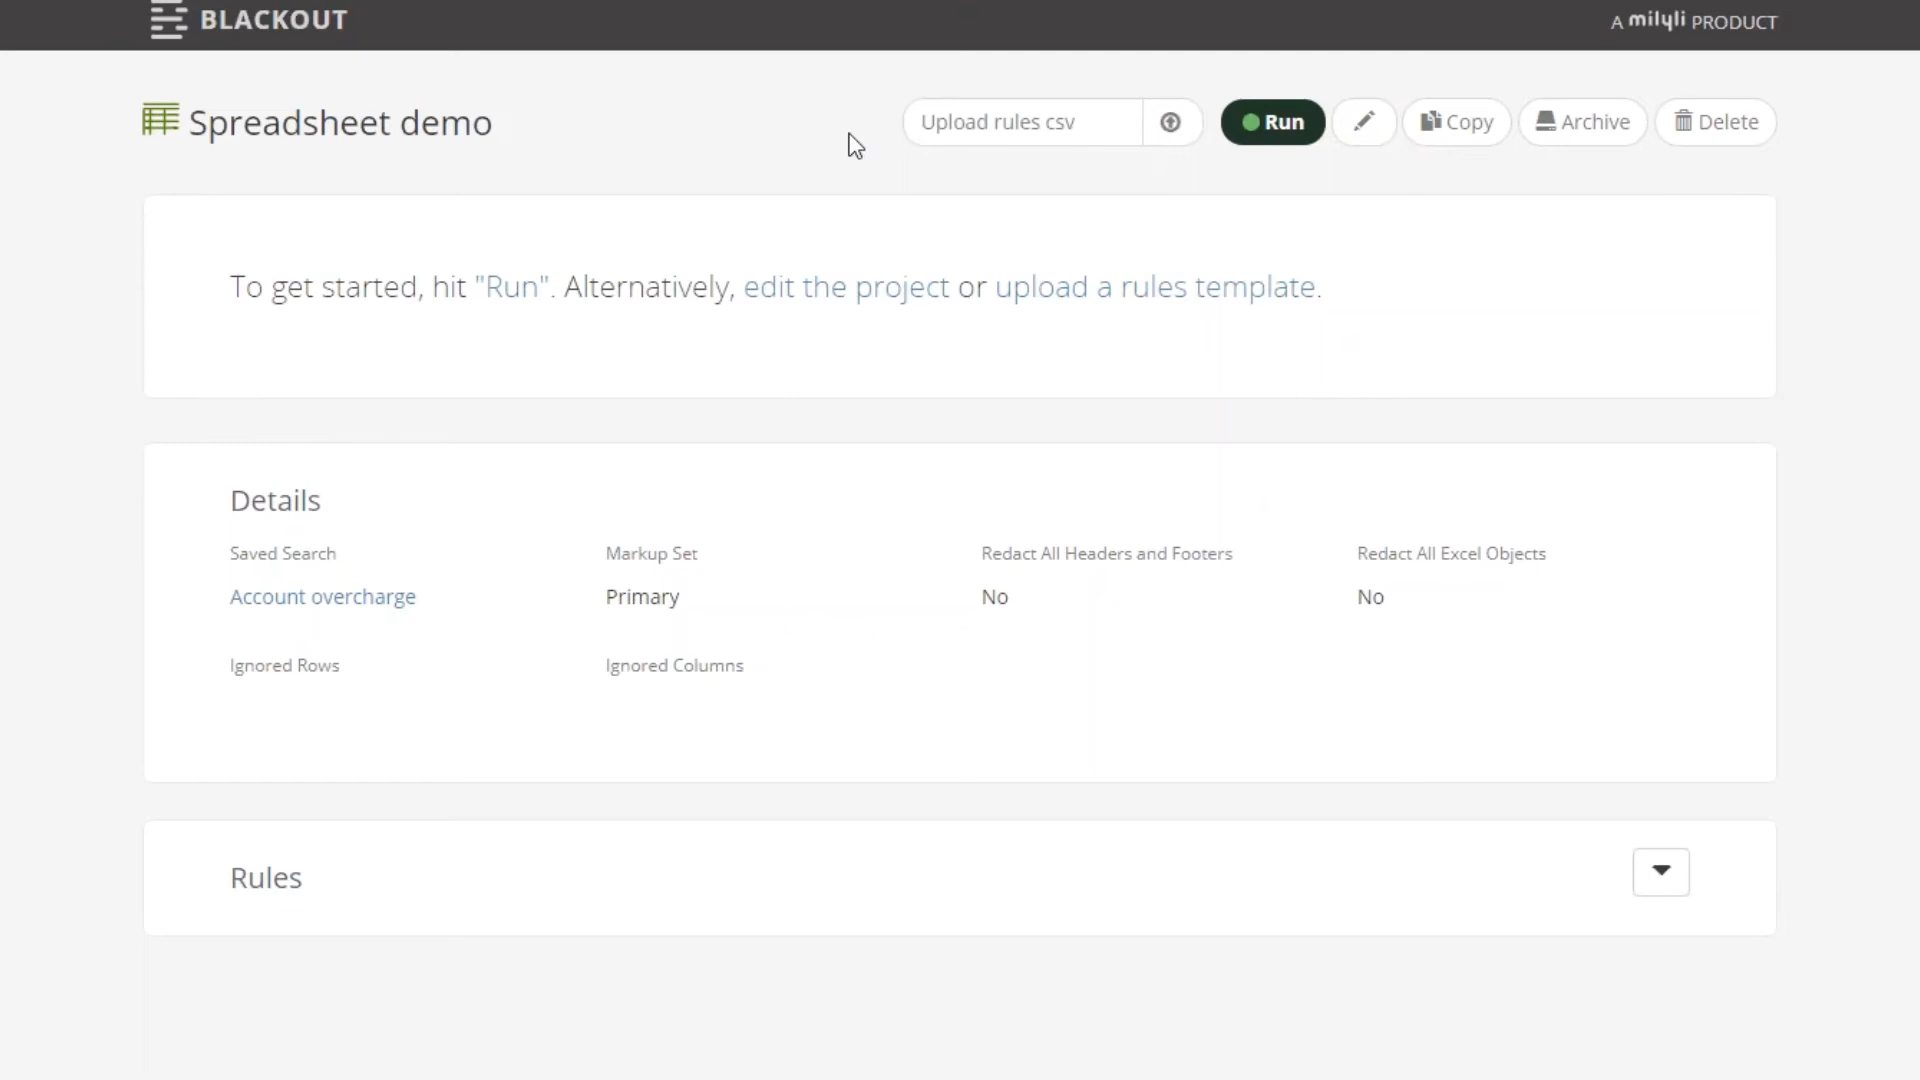 BLACKOUT
A milyli PRODUCT
Spreadsheet demo
Upload rules csv
Run
Copy
Archive
Delete
To get started, hit "Run". Alternatively, edit the project or upload a rules template.
Details
Saved Search
Markup Set
Redact All Headers and Footers
Redact All Excel Objects
Account overcharge
Primary
No
No
Ignored Rows
Ignored Columns
Rules